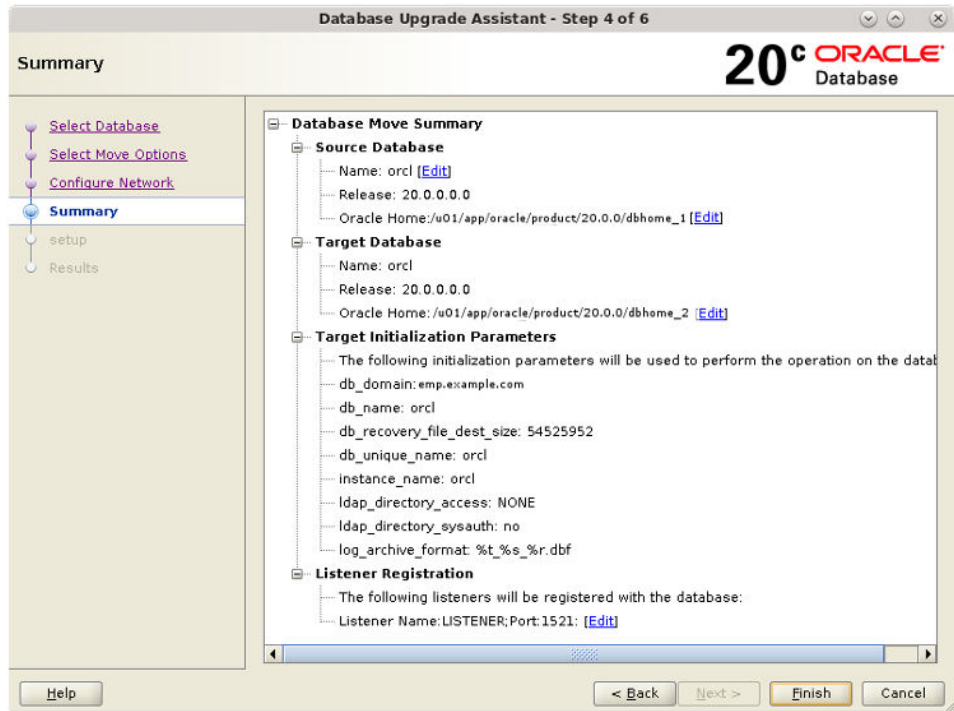 Database Upgrade Assistant - Step 4 of 6
Summary
20c ORACLE
Database
Select Database
Select Move Options
Configure Network
Summary
setup
Results
Database Move Summary
Source Database
Name: orcl [Edit]
Release: 20.0.0.0.0
Oracle Home:/u01/app/oracle/product/20.0.0/dbhome_1 [Edit]
Target Database
Name: orcl
Release: 20.0.0.0.0
Oracle Home: /u01/app/oracle/product/20.0.0/dbhome_2 [Edit]
Target Initialization Parameters
The following initialization parameters will be used to perform the operation on the datab
db_domain: emp.example.com
db_name: orcl
db_recovery_file_dest_size: 54525952
db_unique_name: orcl
instance_name: orcl
ldap_directory_access: NONE
ldap_directory_sysauth: no
log_archive_format: %t_%s_%r.dbf
Listener Registration
The following listeners will be registered with the database:
Listener Name:LISTENER;Port:1521: [Edit]
Help
< Back
Next >
Finish
Cancel